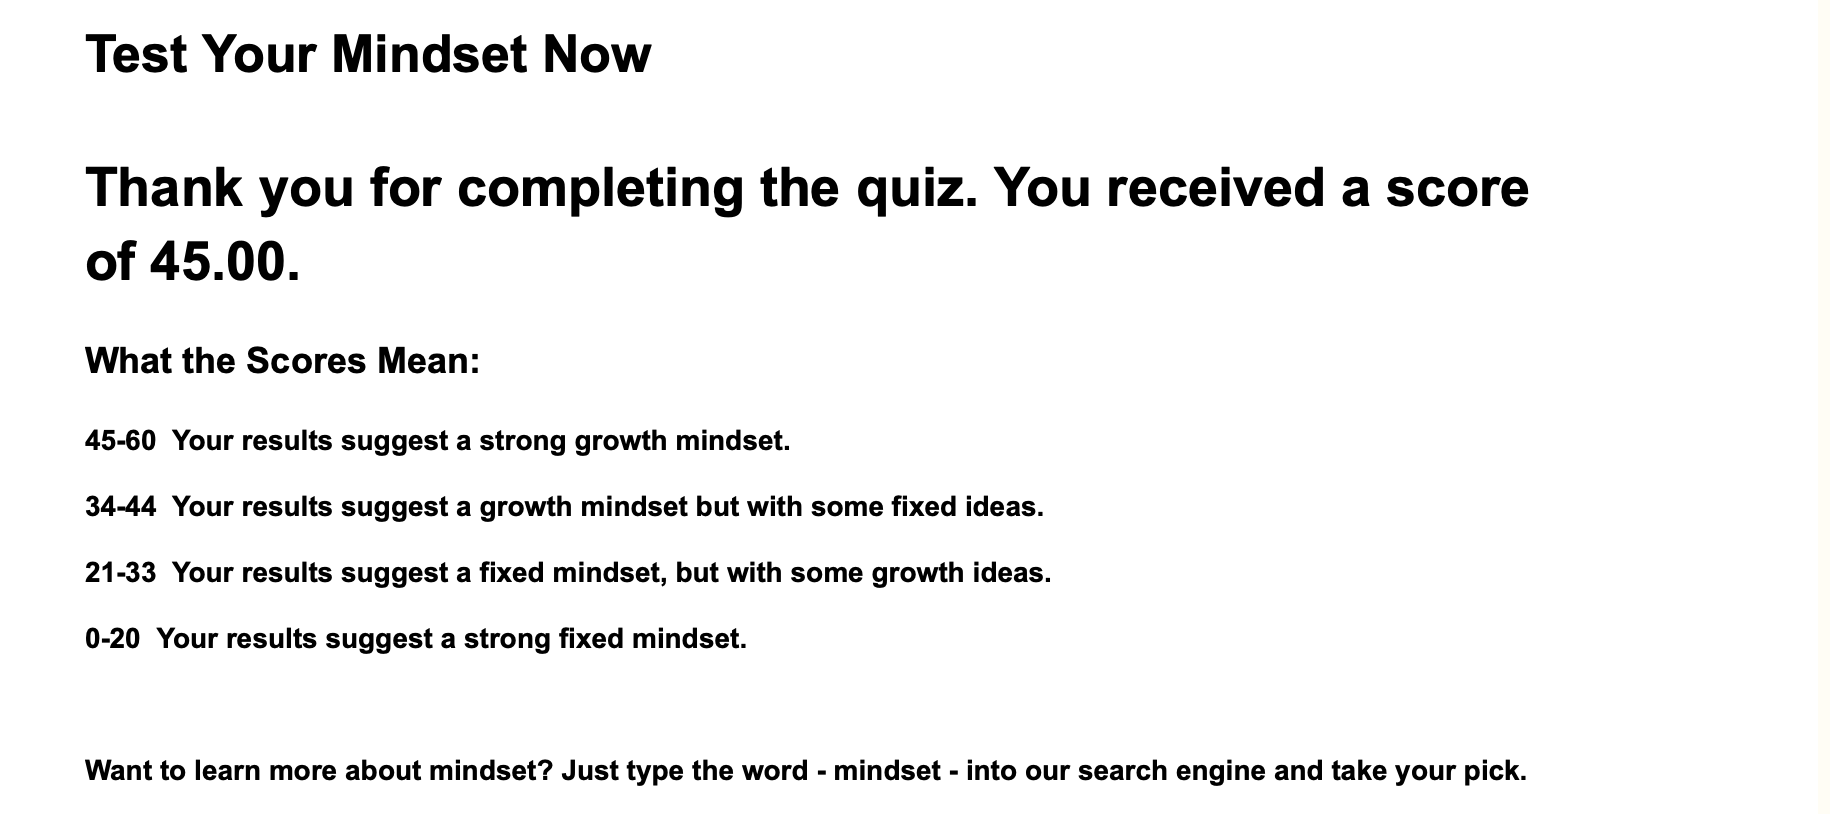 Test Your Mindset Now
Thank you for completing the quiz. You received a score
of 45.00.
What the Scores Mean:
45-60  Your results suggest a strong growth mindset.
34-44  Your results suggest a growth mindset but with some fixed ideas.
21-33  Your results suggest a fixed mindset, but with some growth ideas.
0-20  Your results suggest a strong fixed mindset.
Want to learn more about mindset? Just type the word - mindset - into our search engine and take your pick.